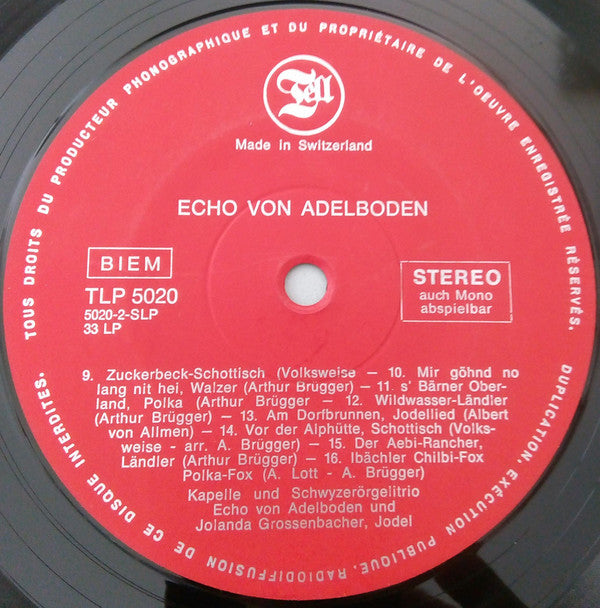 TOUS DROITS DU PRODUCTEUR PHONOGRAPHIQUE ET DU PROPRIÉTAIRE DE L'OEUVRE ENREGISTRÉE RÉSERVÉS.
DUPLICATION, EXÉCUTION PUBLIQUE, RADIODIFFUSION DE CE DISQUE INTERDITES.
Tell
Made in Switzerland
ECHO VON ADELBODEN
BIEM
TLP 5020
5020-2-SLP
33 LP
STEREO
auch Mono
abspielbar
9. Zuckerbeck-Schottisch (Volksweise – 10. Mir göhnd no
lang nit hei, Walzer (Arthur Brügger) – 11. s' Bärner Ober-
land, Polka (Arthur Brügger – 12. Wildwasser-Ländler
(Arthur Brügger) – 13. Am Dorfbrunnen, Jodellied (Albert
von Allmen) – 14. Vor der Alphütte, Schottisch (Volks-
weise - arr. A. Brügger) – 15. Der Aebi-Rancher,
Ländler (Arthur Brügger) – 16. Ibächler Chilbi-Fox
Polka-Fox (A. Lott - A. Brügger)
Kapelle und Schwyzerörgelitrio
Echo von Adelboden und
Jolanda Grossenbacher, Jodel